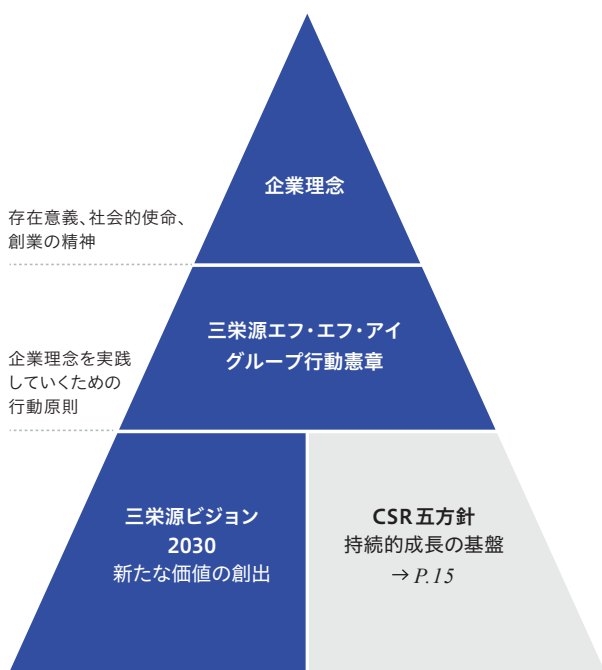 企業理念
存在意義、社会的使命、
創業の精神
三栄源エフ・エフ・アイ
グループ行動憲章
企業理念を実践
していくための
行動原則
三栄源ビジョン
2030
新たな価値の創出
CSR五方針
持続的成長の基盤
→ P.15